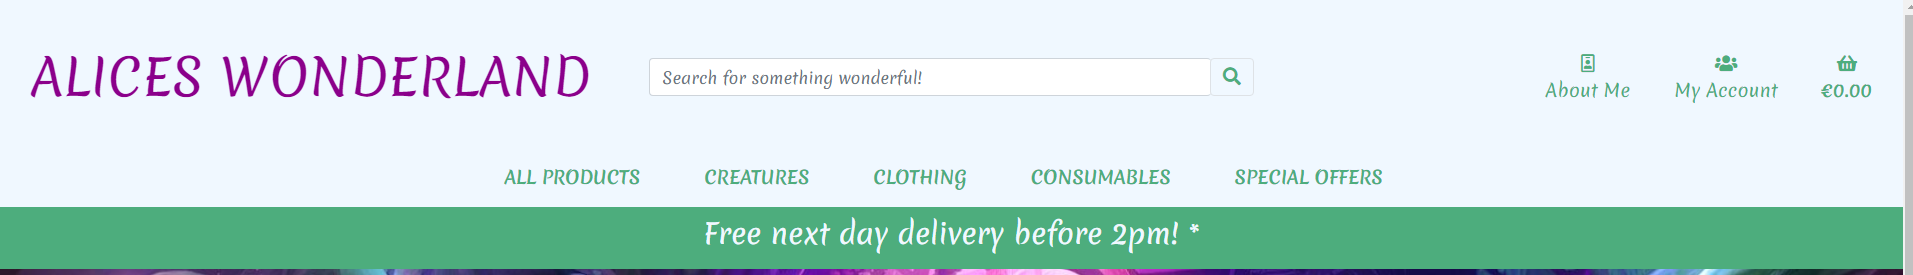 ALICES WONDERLAND
Search for something wonderful!
About Me
My Account
€0.00
ALL PRODUCTS
CREATURES
CLOTHING
CONSUMABLES
SPECIAL OFFERS
Free next day delivery before 2pm! *